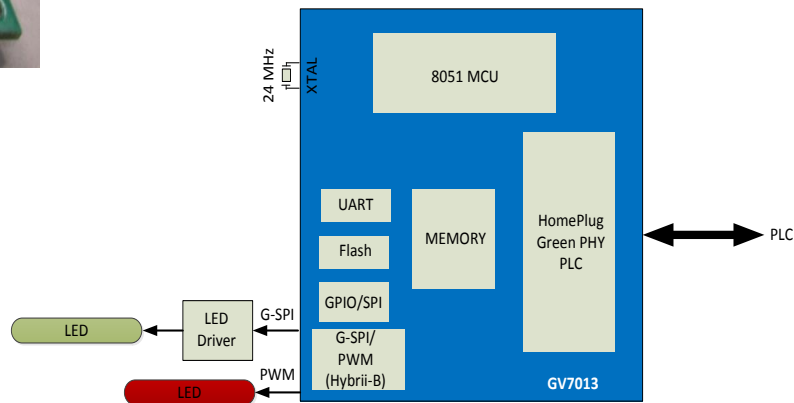 24 MHz
XTAL
8051 MCU
UART
Flash
GPIO/SPI
G-SPI/
PWM
(Hybrii-B)
MEMORY
HomePlug
Green PHY
PLC
PLC
G-SPI
LED
Driver
LED
PWM
LED
GV7013